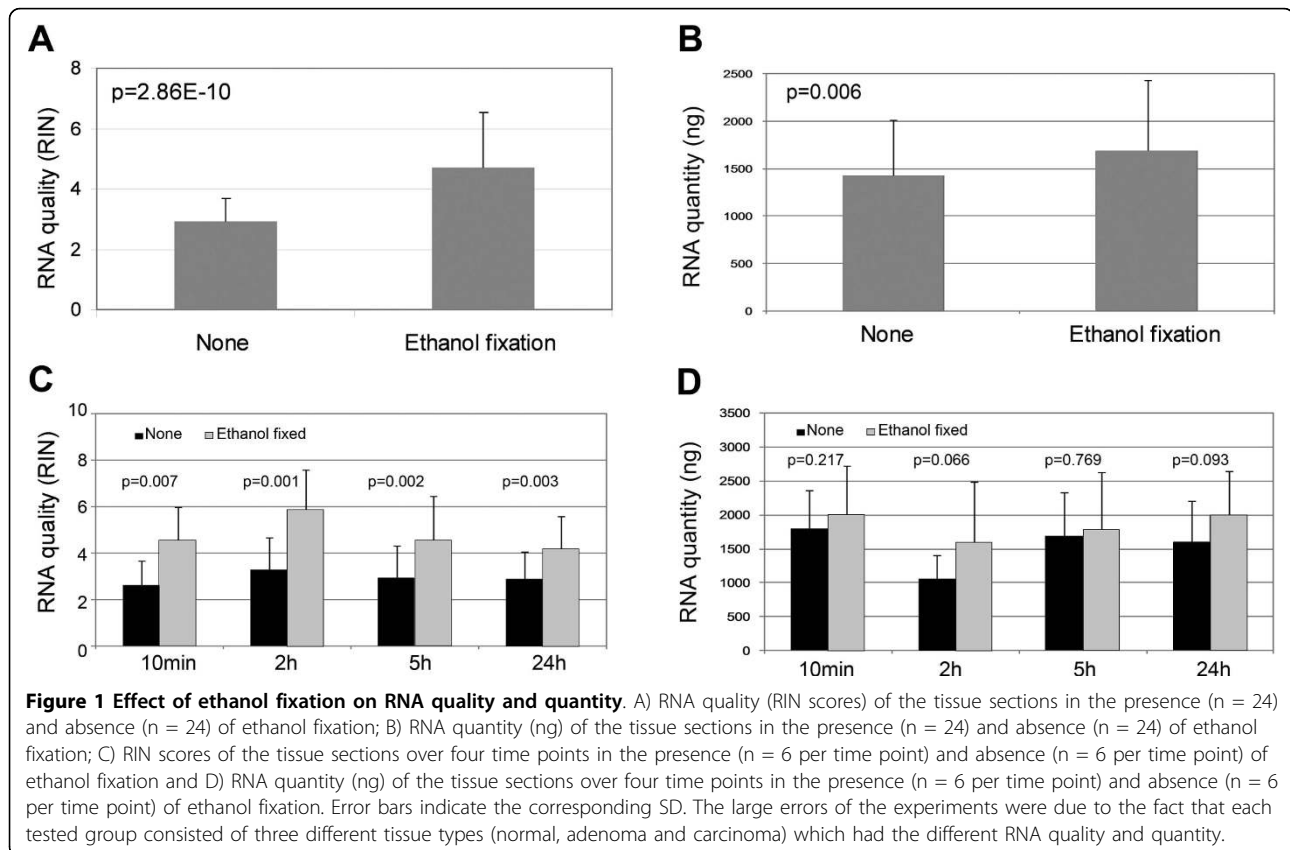 A
RNA quality (RIN)
8
6
4
2
0
p=2.86E-10
None
Ethanol fixation
B
RNA quantity (ng)
2500
2000
1500
1000
500
0
p=0.006
None
Ethanol fixation
C
RNA quality (RIN)
10
8
6
4
2
0
None
Ethanol fixed
p=0.007
p=0.001
p=0.002
p=0.003
10min
2h
5h
24h
D
RNA quantity (ng)
3500
3000
2500
2000
1500
1000
500
0
None
Ethanol fixed
p=0.217
p=0.066
p=0.769
p=0.093
10min
2h
5h
24h
Figure 1 Effect of ethanol fixation on RNA quality and quantity. A) RNA quality (RIN scores) of the tissue sections in the presence (n = 24)
and absence (n = 24) of ethanol fixation; B) RNA quantity (ng) of the tissue sections in the presence (n = 24) and absence (n = 24) of ethanol
fixation; C) RIN scores of the tissue sections over four time points in the presence (n = 6 per time point) and absence (n = 6 per time point) of
ethanol fixation and D) RNA quantity (ng) of the tissue sections over four time points in the presence (n = 6 per time point) and absence (n = 6
per time point) of ethanol fixation. Error bars indicate the corresponding SD. The large errors of the experiments were due to the fact that each
tested group consisted of three different tissue types (normal, adenoma and carcinoma) which had the different RNA quality and quantity.